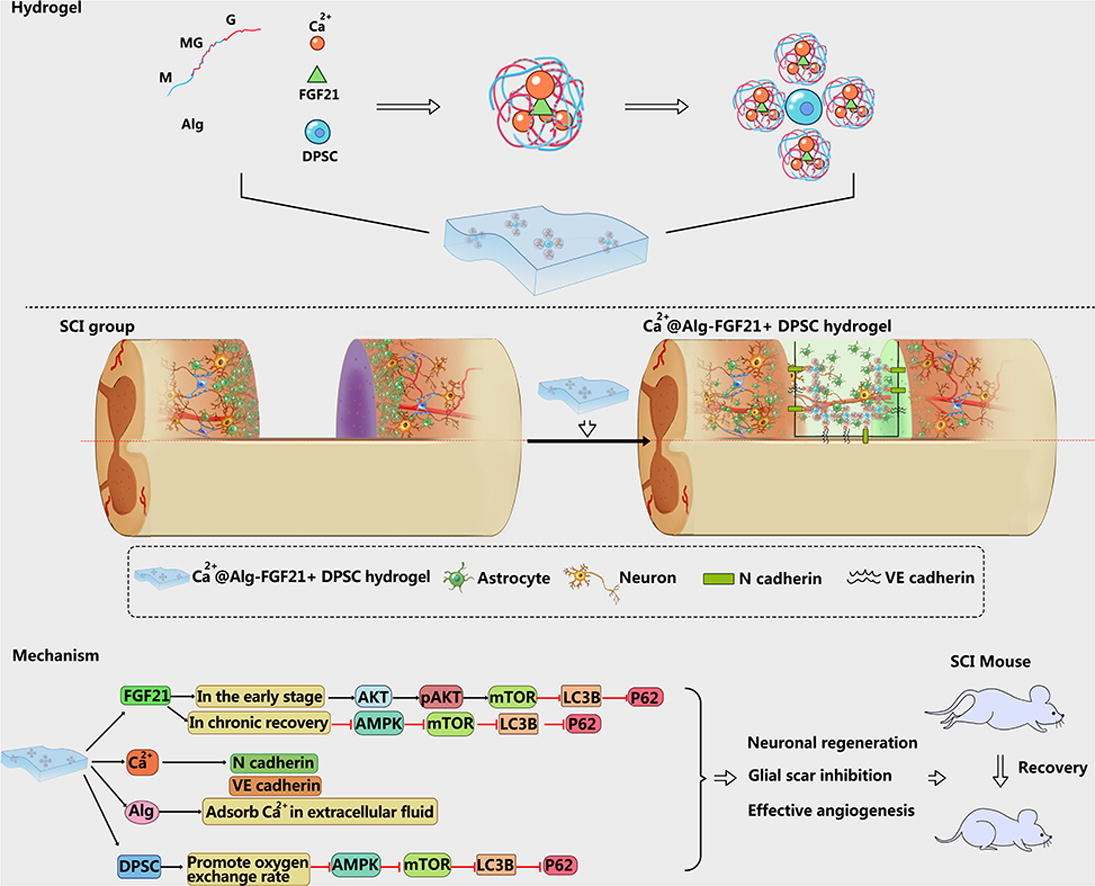 Hydrogel
G
MG
M
Alg
Ca2+
FGF21
DPSC
SCI group
Ca2+@Alg-FGF21+ DPSC hydrogel
Ca2+@Alg-FGF21+ DPSC hydrogel
Astrocyte
Neuron
N cadherin
VE cadherin
Mechanism
FGF21
In the early stage
AKT
pAKT
mTOR
LC3B
P62
In chronic recovery
AMPK
mTOR
LC3B
P62
Ca2+
N cadherin
VE cadherin
Alg
Adsorb Ca2+ in extracellular fluid
DPSC
Promote oxygen
exchange rate
AMPK
mTOR
LC3B
P62
Neuronal regeneration
Glial scar inhibition
Effective angiogenesis
SCI Mouse
Recovery